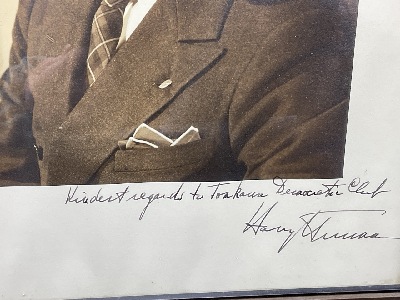 Kindest regards to Tonkawa Democratic Club
Harry Truman